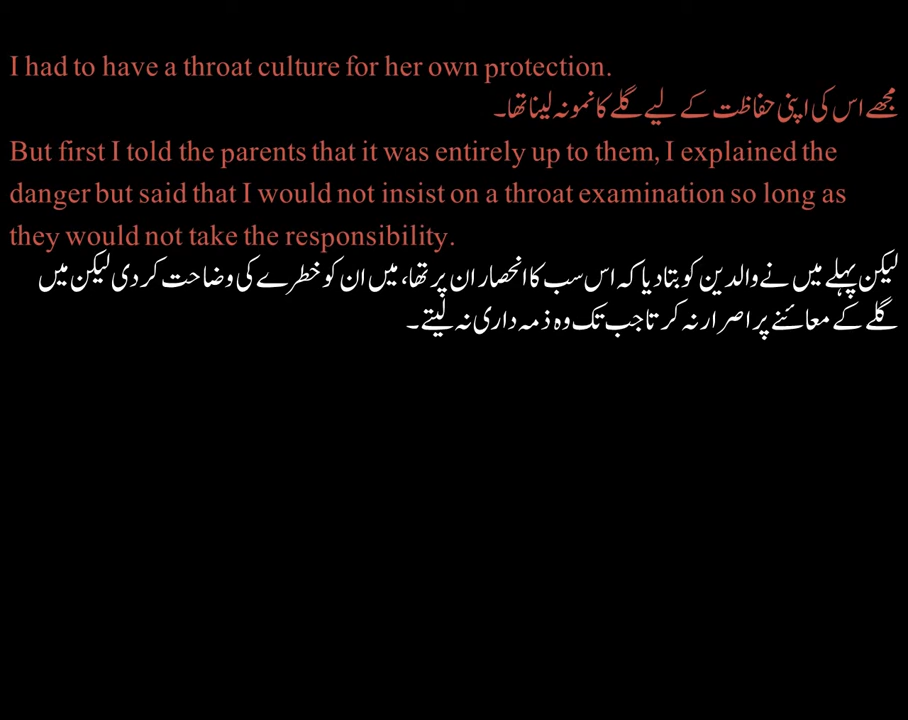 I had to have a throat culture for her own protection.
مجھے اس کی اپنی حفاظت کے لیے گلے کا نمونہ لینا تھا۔
But first I told the parents that it was entirely up to them, I explained the
danger but said that I would not insist on a throat examination so long as
they would not take the responsibility.
لیکن پہلے میں نے والدین کو بتا دیا کہ اس سب کا انحصار ان پر تھا، میں ان کو خطرے کی وضاحت کر دی لیکن میں
گلے کے معائنے پر اصرار نہ کرتا جب تک وہ ذمہ داری نہ لیتے۔